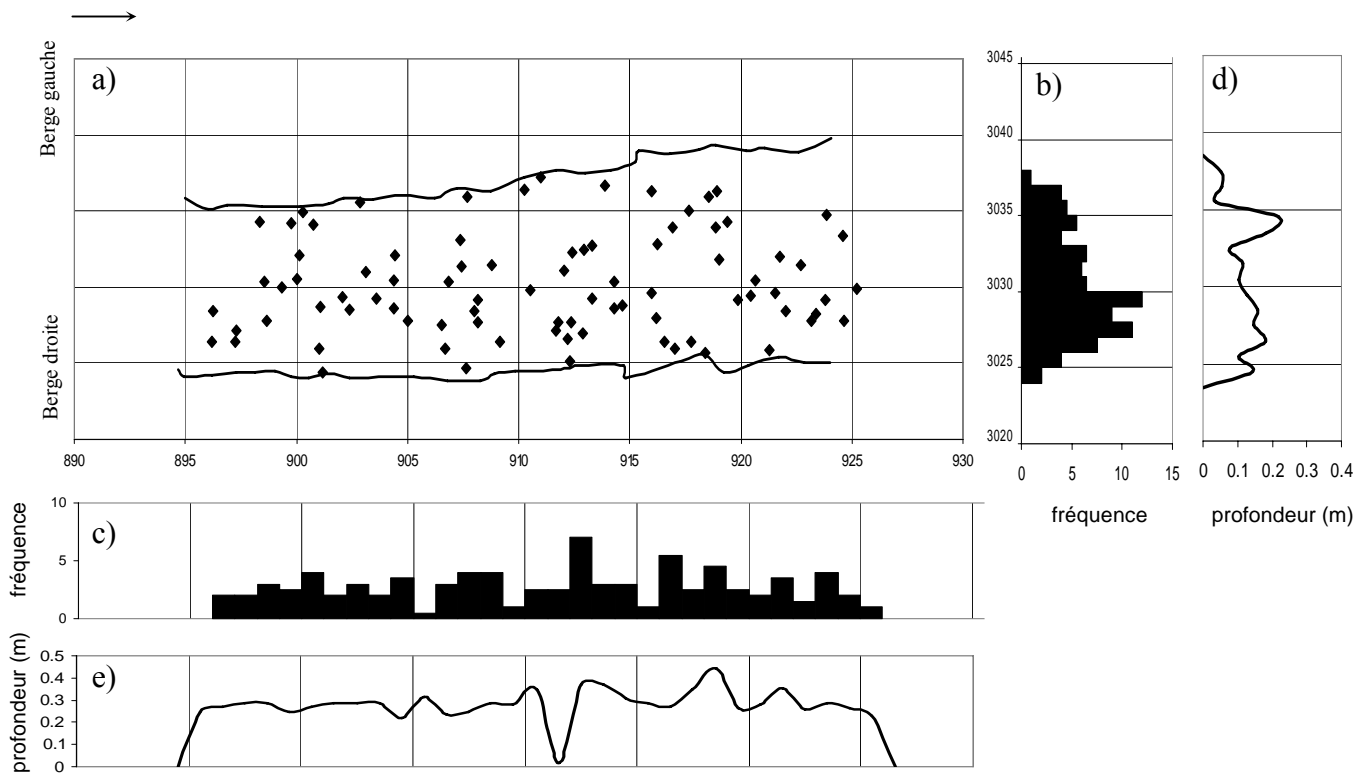 Berge gauche
Berge droite
a)
890 895 900 905 910 915 920 925 930
3045
3040
3035
3030
3025
3020
b)
0 5 10 15
fréquence
d)
0 0.1 0.2 0.3 0.4
profondeur (m)
fréquence
10
5
0
c)
profondeur (m)
0.5
0.4
0.3
0.2
0.1
0
e)